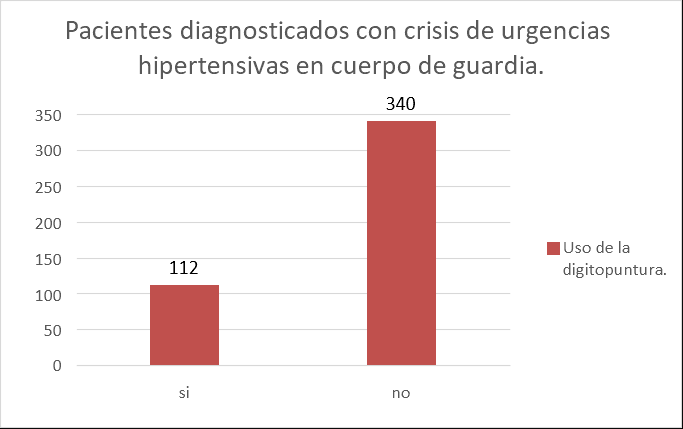 Pacientes diagnosticados con crisis de urgencias
hipertensivas en cuerpo de guardia.
350
300
250
200
150
100
50
0
112
340
si
no
Uso de la
digitopuntura.